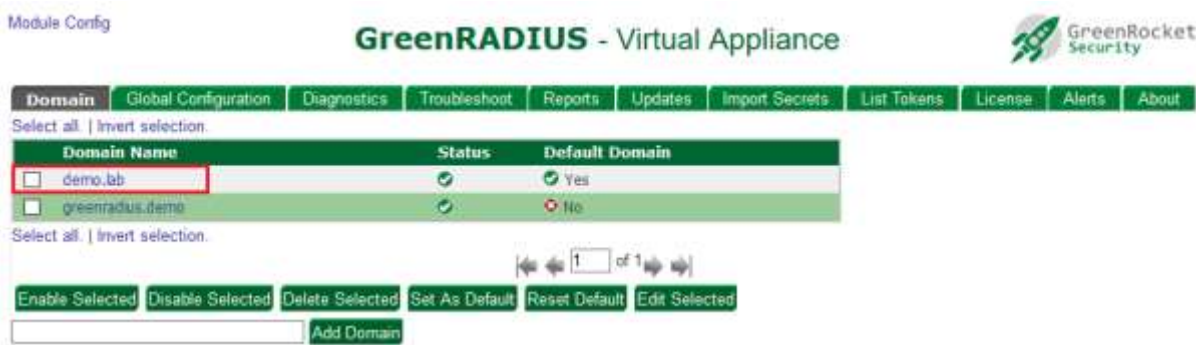 Module Config
GreenRADIUS - Virtual Appliance
GreenRocket
Security
Domain Global Configuration Diagnostics Troubleshoot Reports Updates Import Secrets List Tokens License Alerts About
Select all. | Invert selection.
Domain Name Status Default Domain
demo.lab Yes
greenradius.demo No
Select all. | Invert selection.
1 of 1
Enable Selected Disable Selected Delete Selected Set As Default Reset Default Edit Selected
Add Domain